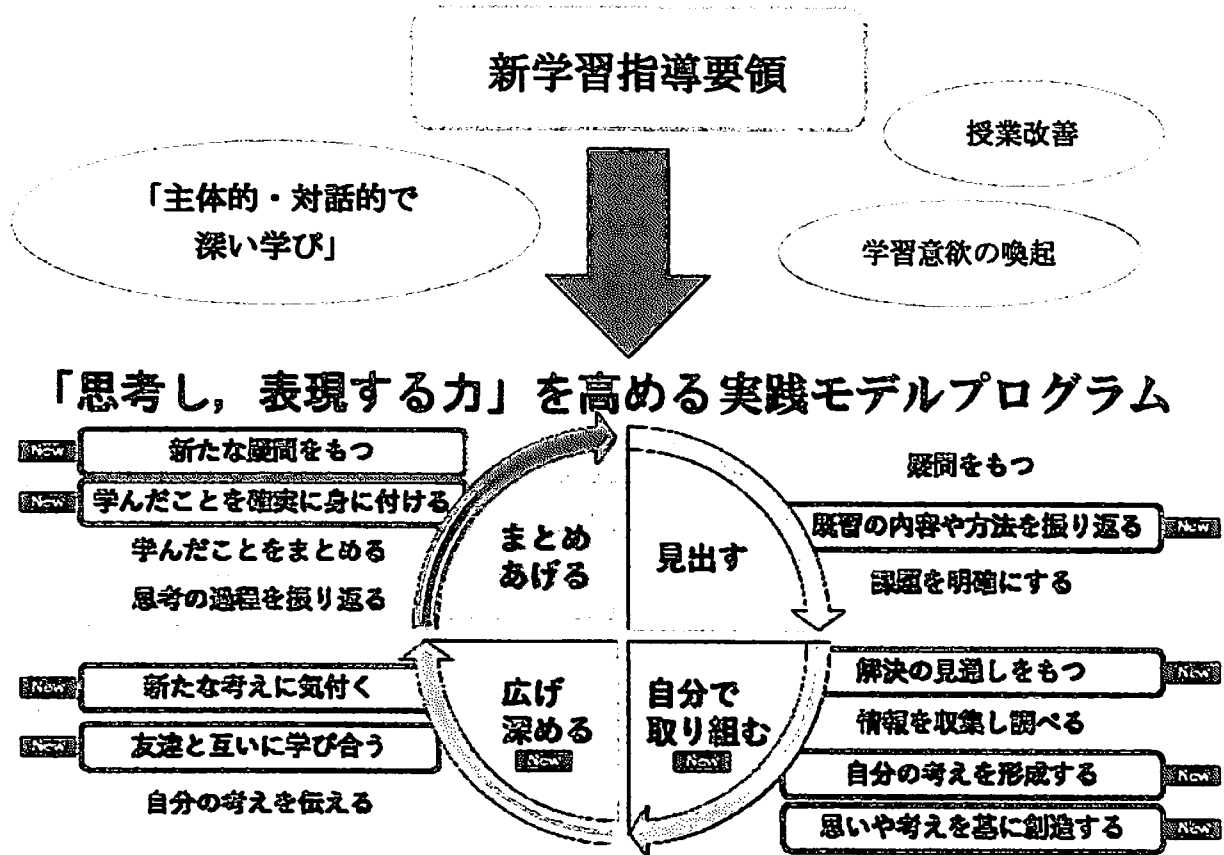 新学習指導要領
授業改善
「主体的・対話的で
深い学び」
学習意欲の喚起
「思考し，表現する力」を高める実践モデルプログラム
New 新たな疑問をもつ
New 学んだことを確実に身に付ける
学んだことをまとめる
思考の過程を振り返る
まとめ
あげる
見出す
疑問をもつ
既習の内容や方法を振り返る New
課題を明確にする
New 新たな考えに気付く
New 友達と互いに学び合う
自分の考えを伝える
広げ
深める
New
自分で
取り組む
New
解決の見通しをもつ New
情報を収集し調べる
自分の考えを形成する New
思いや考えを基に創造する New